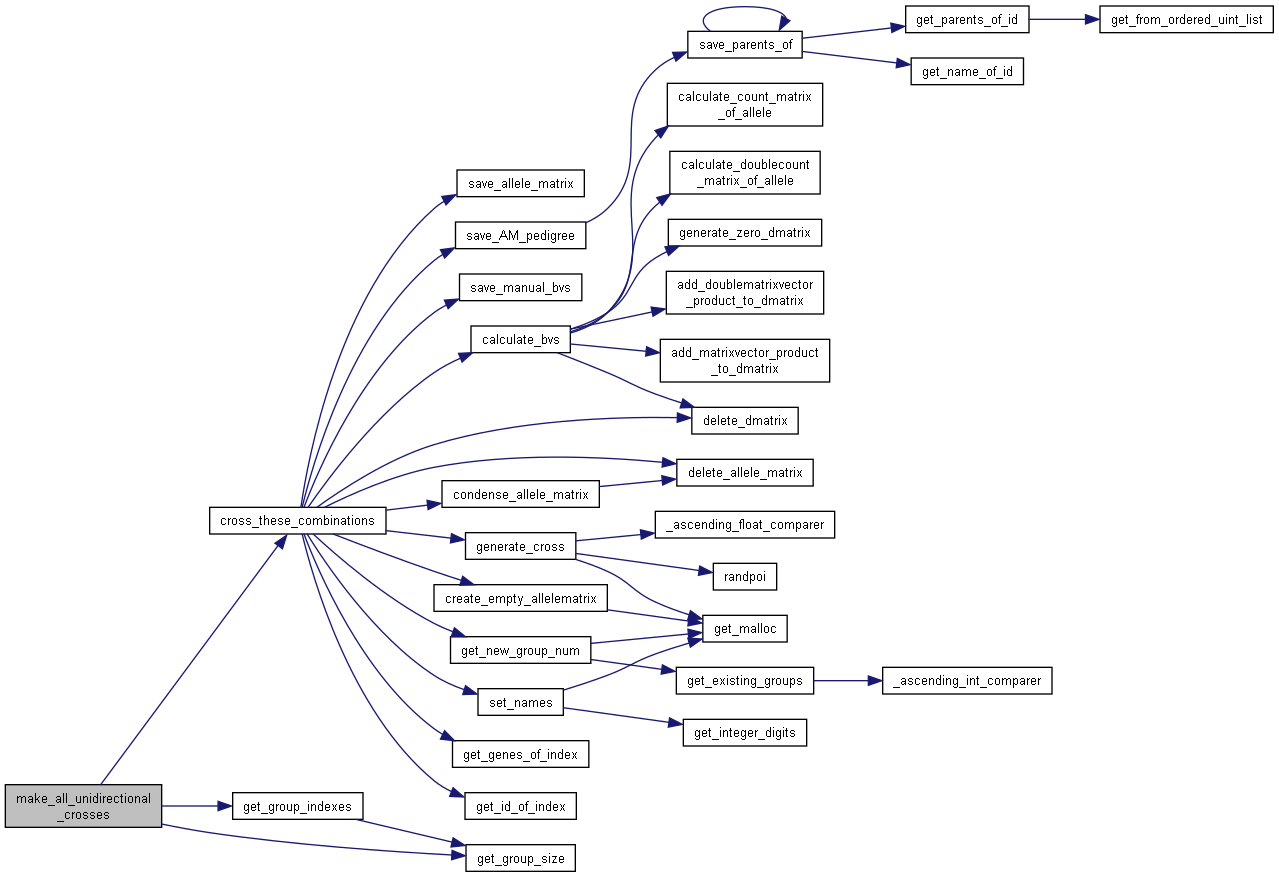 get_parents_of_id
get_from_ordered_uint_list
save_parents_of
get_name_of_id
calculate_count_matrix
_of_allele
calculate_doublecount
_matrix_of_allele
save_allele_matrix
save_AM_pedigree
generate_zero_dmatrix
save_manual_bvs
add_doublematrixvector
_product_to_dmatrix
calculate_bvs
add_matrixvector_product
_to_dmatrix
delete_dmatrix
delete_allele_matrix
condense_allele_matrix
cross_these_combinations
_ascending_float_comparer
generate_cross
randpoi
create_empty_allelematrix
get_malloc
get_new_group_num
get_existing_groups
_ascending_int_comparer
set_names
get_integer_digits
get_genes_of_index
make_all_unidirectional
_crosses
get_group_indexes
get_id_of_index
get_group_size